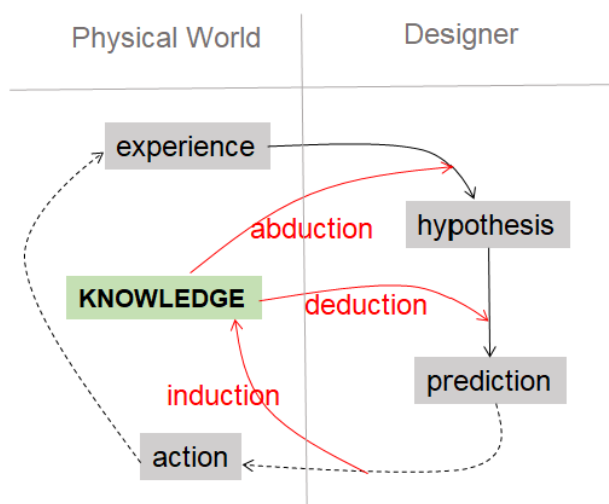 Physical World
Designer
experience
abduction
hypothesis
KNOWLEDGE
deduction
prediction
induction
action